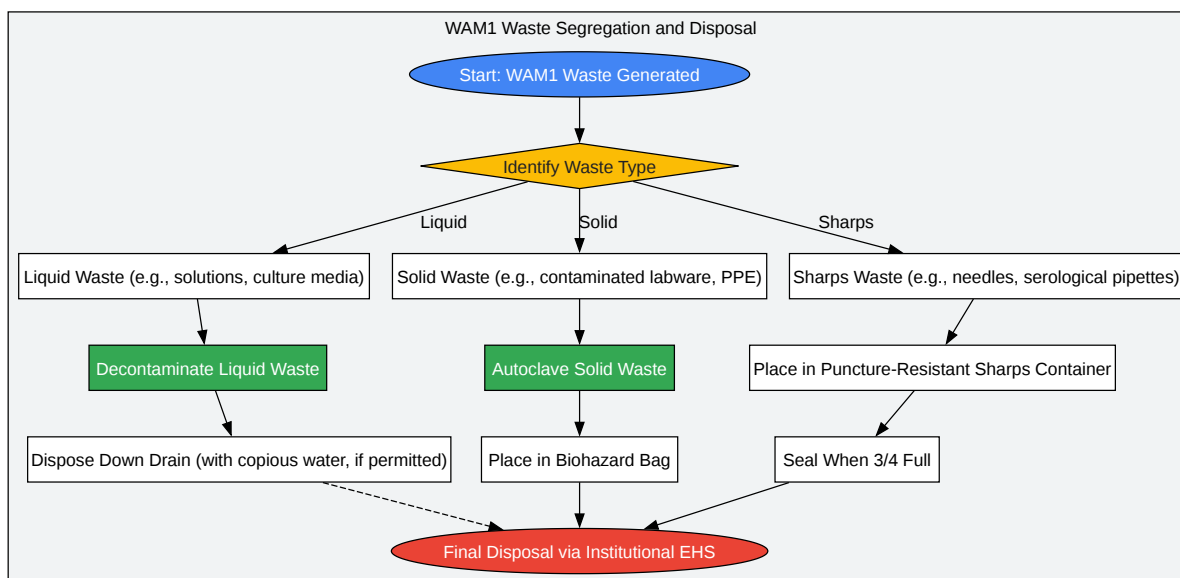 WAM1 Waste Segregation and Disposal
Start: WAM1 Waste Generated
Identify Waste Type
Liquid
Solid
Sharps
Liquid Waste (e.g., solutions, culture media)
Solid Waste (e.g., contaminated labware, PPE)
Sharps Waste (e.g., needles, serological pipettes)
Decontaminate Liquid Waste
Autoclave Solid Waste
Place in Puncture-Resistant Sharps Container
Dispose Down Drain (with copious water, if permitted)
Place in Biohazard Bag
Seal When 3/4 Full
Final Disposal via Institutional EHS